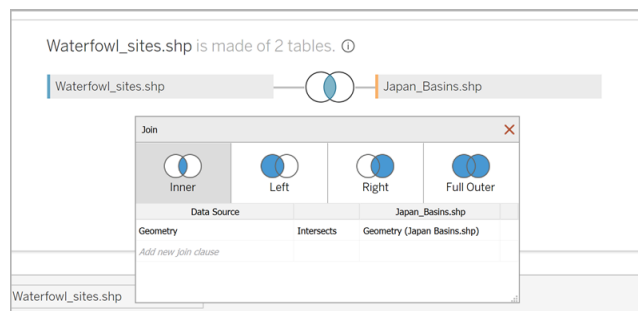 Waterfowl_sites.shp is made of 2 tables. ⓘ
Waterfowl_sites.shp Japan_Basins.shp
Join
Inner Left Right Full Outer
Data Source Japan_Basins.shp
Geometry Intersects Geometry (Japan Basins.shp)
Add new join clause
Waterfowl_sites.shp